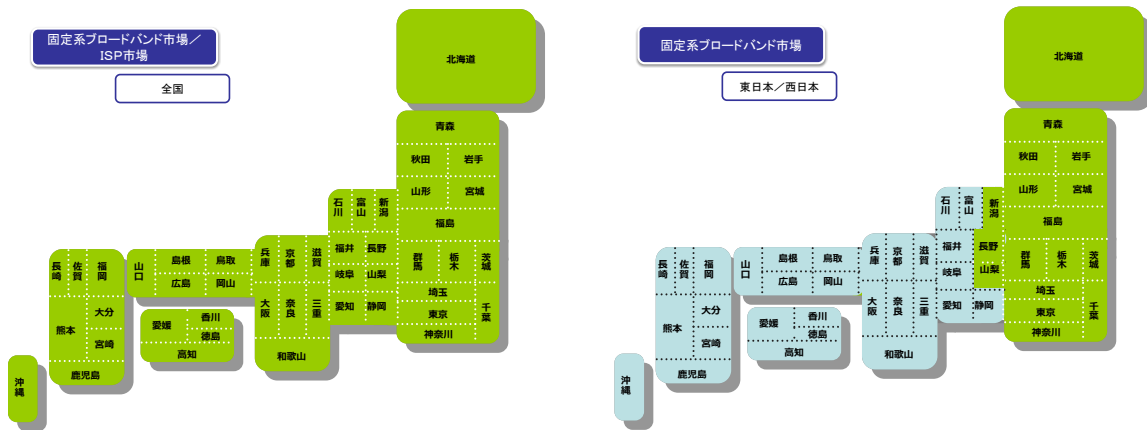 固定系ブロードバンド市場／
ISP市場
全国
北海道
青森
秋田 岩手
山形 宮城
福島
石川 富山 新潟
福井 長野
岐阜 山梨
愛知 静岡
群馬 栃木 茨城
埼玉
東京 千葉
神奈川
兵庫 京都 滋賀
大阪 奈良 三重
和歌山
山口 島根 鳥取
広島 岡山
愛媛 香川
徳島
高知
長崎 佐賀 福岡
熊本 大分
宮崎
鹿児島
沖縄
固定系ブロードバンド市場
東日本／西日本
北海道
青森
秋田 岩手
山形 宮城
福島
石川 富山 新潟
福井 長野
岐阜 山梨
愛知 静岡
群馬 栃木 茨城
埼玉
東京 千葉
神奈川
兵庫 京都 滋賀
大阪 奈良 三重
和歌山
山口 島根 鳥取
広島 岡山
愛媛 香川
徳島
高知
長崎 佐賀 福岡
熊本 大分
宮崎
鹿児島
沖縄